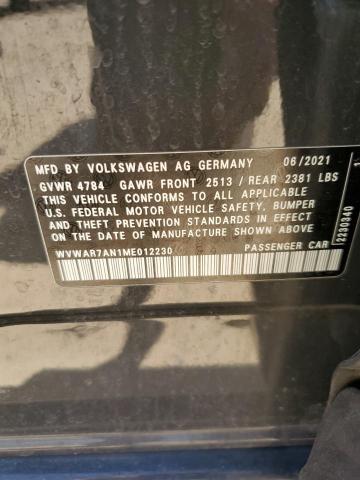 MFD BY VOLKSWAGEN AG GERMANY 06/2021
GVWR 4784 GAWR FRONT 2513 / REAR 2381 LBS
THIS VEHICLE CONFORMS TO ALL APPLICABLE
U.S. FEDERAL MOTOR VEHICLE SAFETY, BUMPER
AND THEFT PREVENTION STANDARDS IN EFFECT
ON THE DATE OF MANUFACTURE SHOWN ABOVE
WVWAR7AN1ME012230 PASSENGER CAR
2230340
1